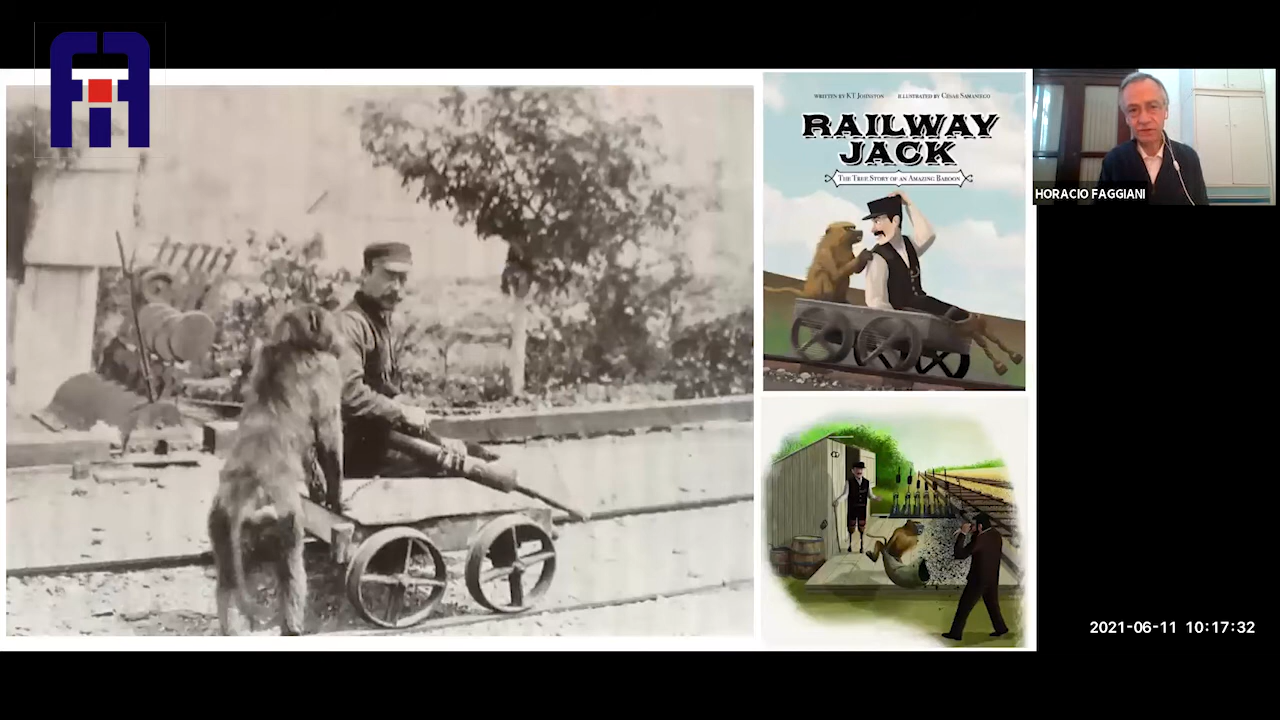 WRITTEN BY KT JOHNSTON ILLUSTRATED BY CÉSAR SAMANIEGO
RAILWAY
JACK
THE TRUE STORY OF AN AMAZING BABOON
HORACIO FAGGIANI
2021-06-11 10:17:32